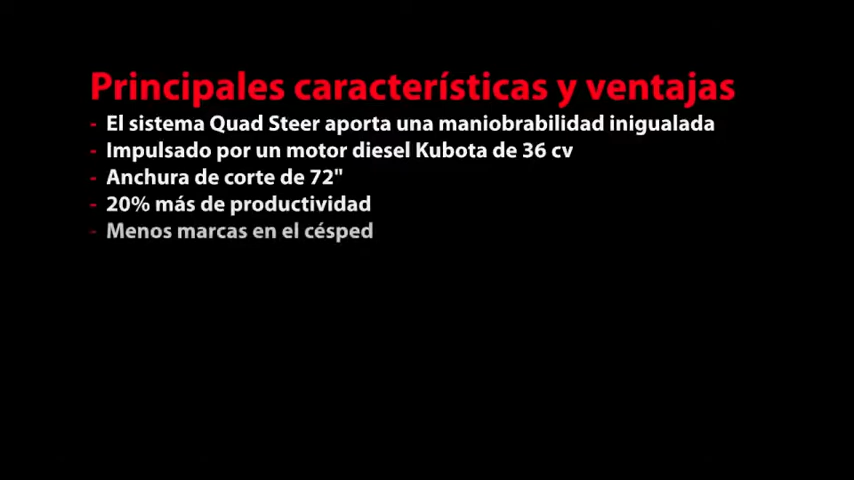 Principales características y ventajas
- El sistema Quad Steer aporta una maniobrabilidad inigualada
- Impulsado por un motor diesel Kubota de 36 cv
- Anchura de corte de 72"
- 20% más de productividad
- Menos marcas en el césped